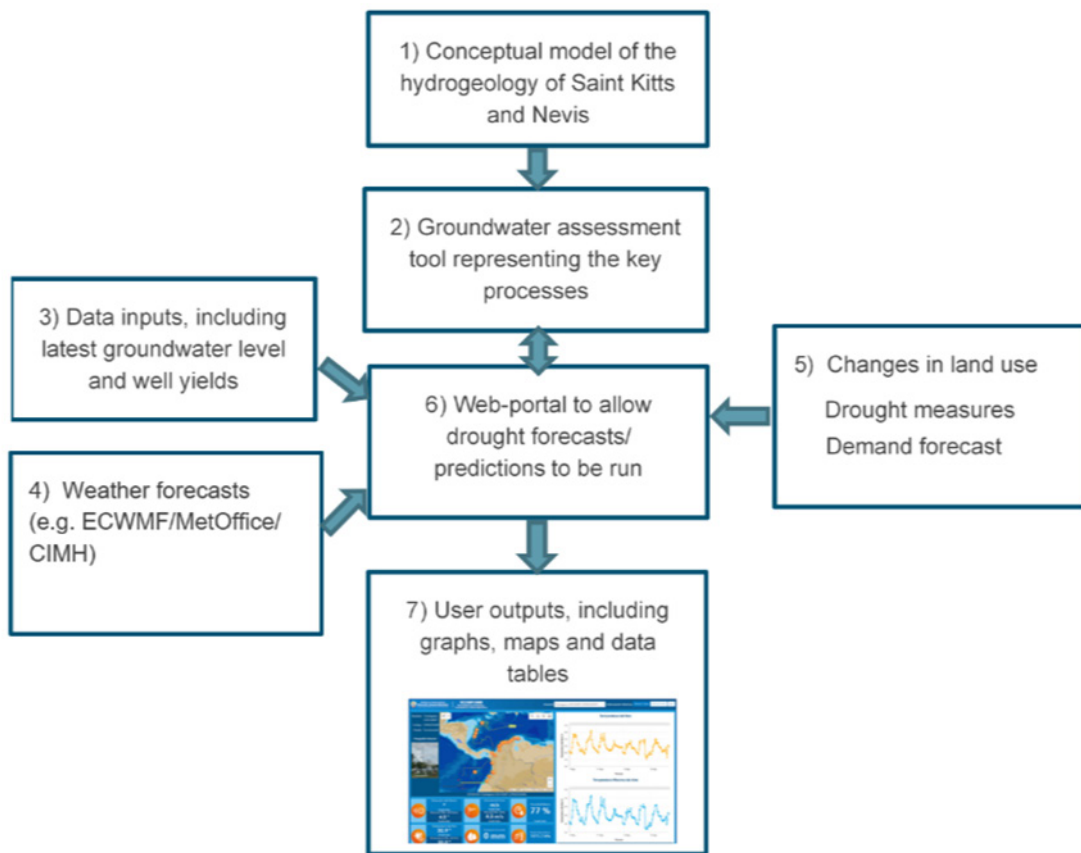 1) Conceptual model of the
hydrogeology of Saint Kitts
and Nevis
2) Groundwater assessment
tool representing the key
processes
3) Data inputs, including
latest groundwater level
and well yields
4) Weather forecasts
(e.g. ECWMF/MetOffice/
CIMH)
5) Changes in land use
Drought measures
Demand forecast
6) Web-portal to allow
drought forecasts/
predictions to be run
7) User outputs, including
graphs, maps and data
tables
77 %